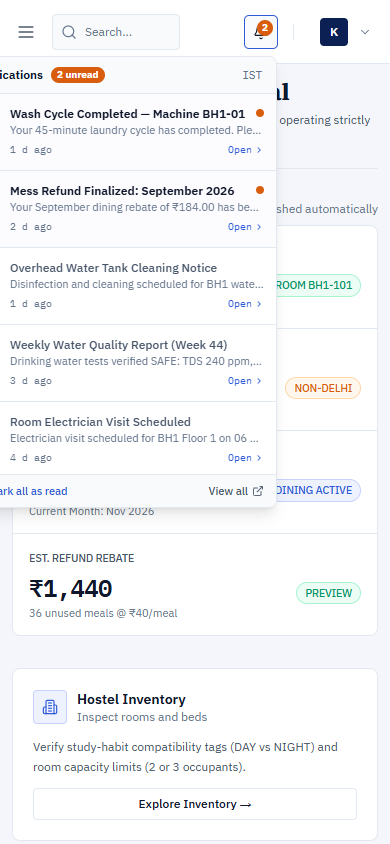 Search...
2
K
ications 2 unread IST
al
Wash Cycle Completed — Machine BH1-01
Your 45-minute laundry cycle has completed. Ple...
1 d ago Open ›
operating strictly
Mess Refund Finalized: September 2026
Your September dining rebate of ₹184.00 has be...
2 d ago Open ›
shed automatically
Overhead Water Tank Cleaning Notice
Disinfection and cleaning scheduled for BH1 wate...
1 d ago Open ›
ROOM BH1-101
Weekly Water Quality Report (Week 44)
Drinking water tests verified SAFE: TDS 240 ppm,...
3 d ago Open ›
NON-DELHI
Room Electrician Visit Scheduled
Electrician visit scheduled for BH1 Floor 1 on 06 ...
4 d ago Open ›
ark all as read View all
DINING ACTIVE
Current Month: Nov 2026
EST. REFUND REBATE
₹1,440
36 unused meals @ ₹40/meal
PREVIEW
Hostel Inventory
Inspect rooms and beds
Verify study-habit compatibility tags (DAY vs NIGHT) and
room capacity limits (2 or 3 occupants).
Explore Inventory →